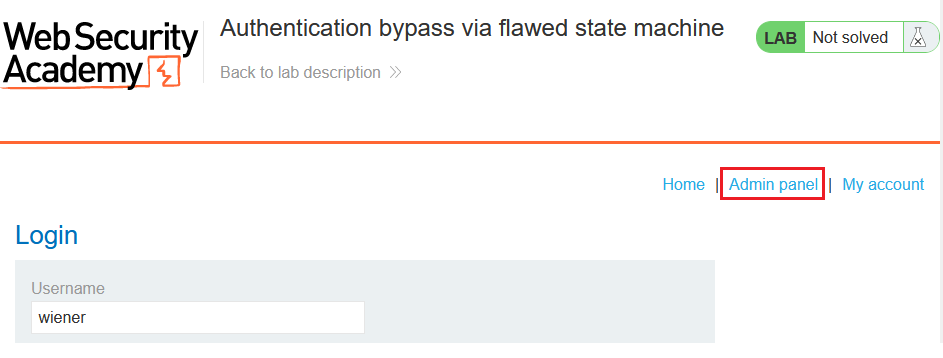 Web Security
Academy
Authentication bypass via flawed state machine
Back to lab description
LAB Not solved
Home | Admin panel | My account
Login
Username
wiener